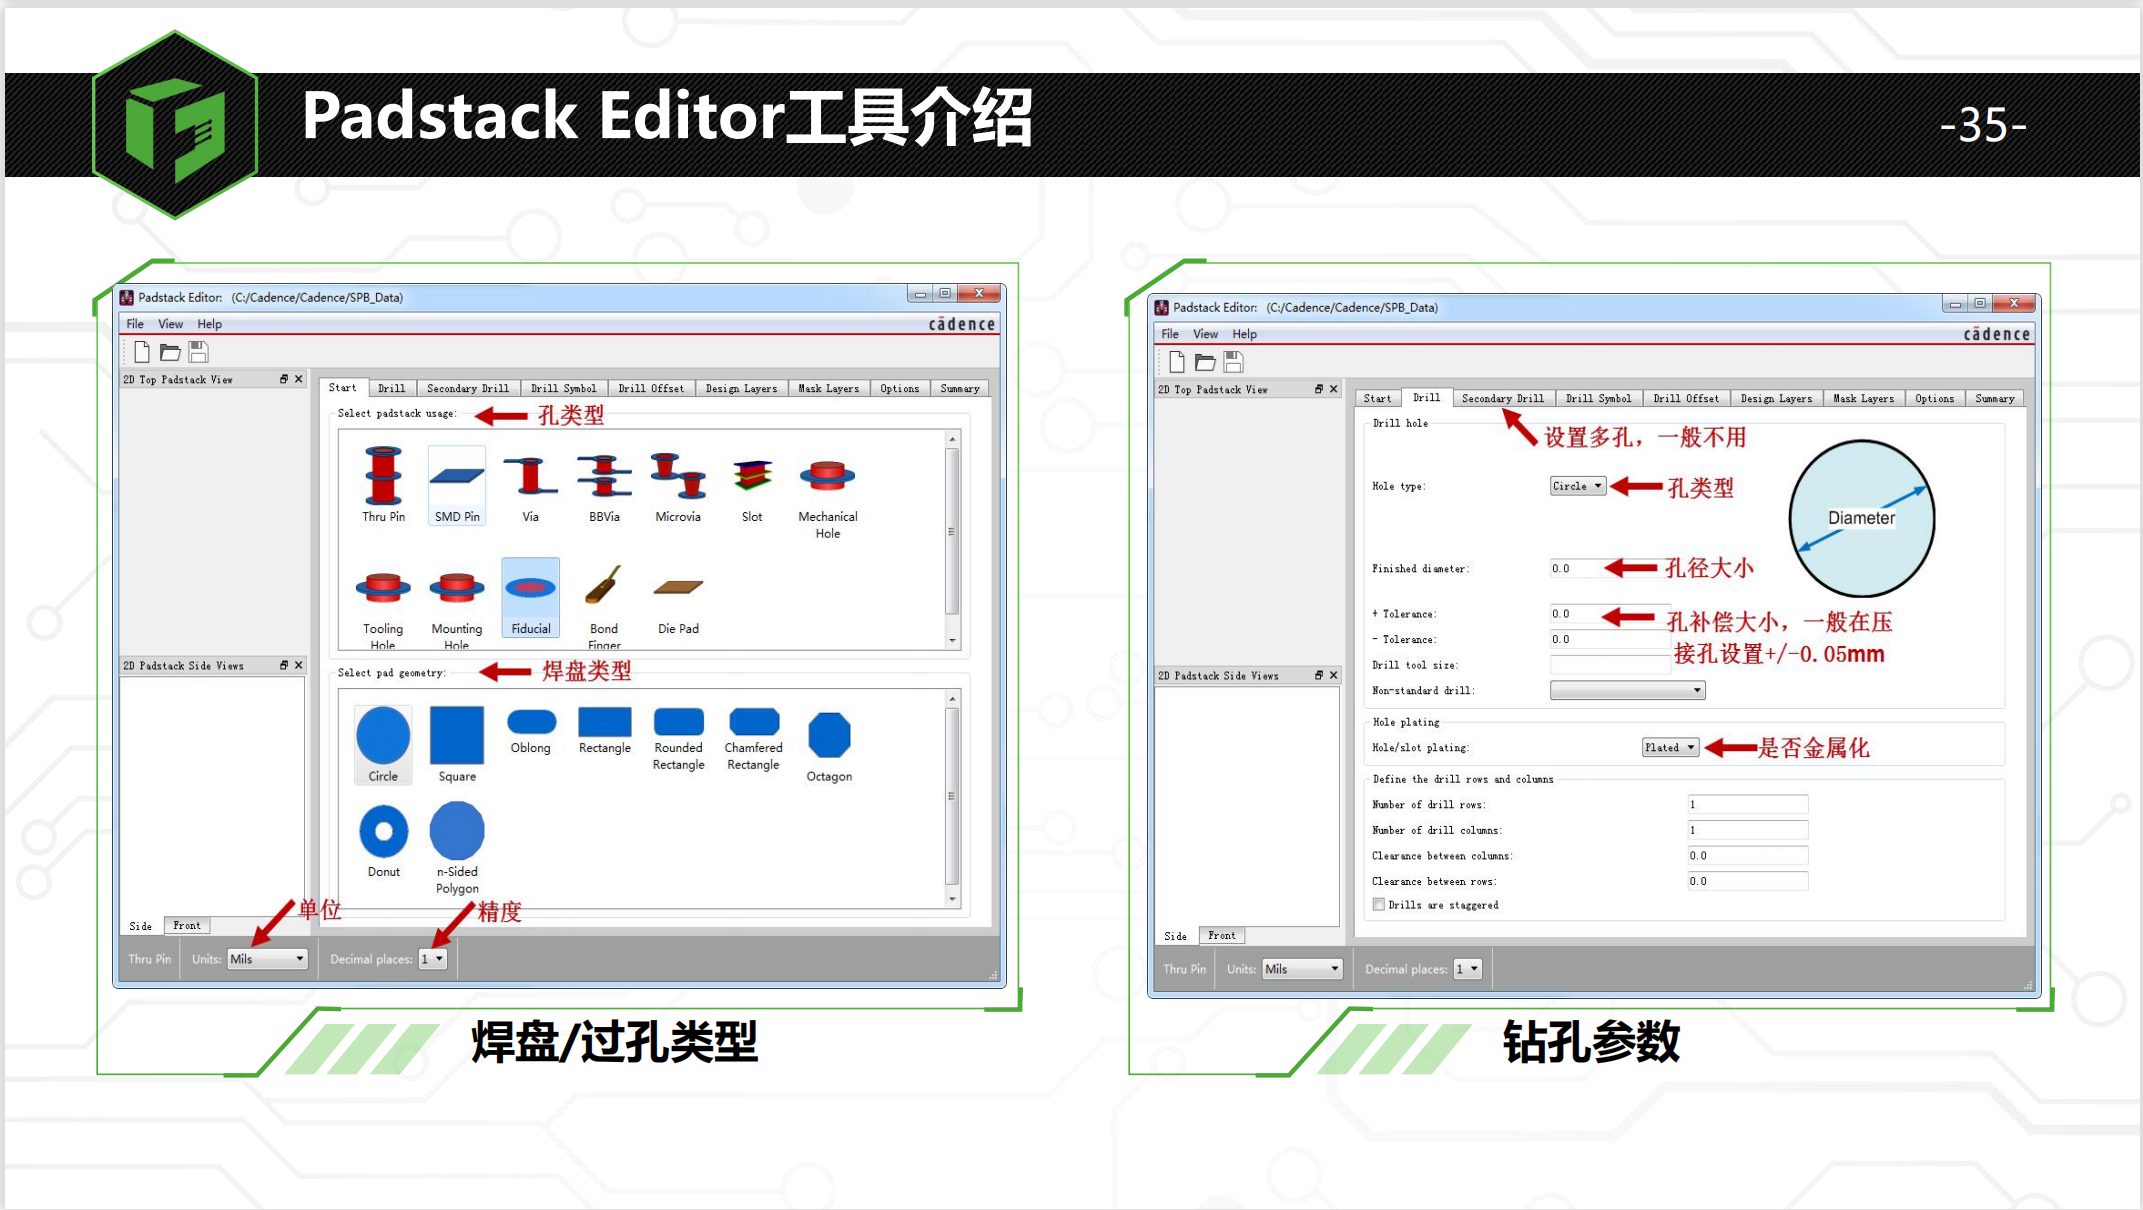 Padstack Editor工具介绍
-35-
Padstack Editor: (C:/Cadence/Cadence/SPB_Data)
File View Help
cādence
2D Top Padstack View
Start Drill Secondary Drill Drill Symbol Drill Offset Design Layers Mask Layers Options Summary
Select padstack usage:
孔类型
Thru Pin
SMD Pin
Via
BBVia
Microvia
Slot
Mechanical
Hole
Tooling
Hole
Mounting
Hole
Fiducial
Bond
Finger
Die Pad
2D Padstack Side Views
Select pad geometry:
焊盘类型
Circle
Square
Oblong
Rectangle
Rounded
Rectangle
Chamfered
Rectangle
Octagon
Donut
n-Sided
Polygon
单位
精度
Side Front
Thru Pin Units: Mils Decimal places: 1
焊盘/过孔类型
Padstack Editor: (C:/Cadence/Cadence/SPB_Data)
File View Help
cādence
2D Top Padstack View
Start Drill Secondary Drill Drill Symbol Drill Offset Design Layers Mask Layers Options Summary
Drill hole
设置多孔，一般不用
Hole type: Circle
孔类型
Diameter
Finished diameter: 0.0
孔径大小
+ Tolerance: 0.0
孔补偿大小，一般在压
- Tolerance: 0.0
接孔设置+/-0.05mm
Drill tool size:
2D Padstack Side Views
Non-standard drill:
Hole plating
Hole/slot plating: Plated
是否金属化
Define the drill rows and columns
Number of drill rows: 1
Number of drill columns: 1
Clearance between columns: 0.0
Clearance between rows: 0.0
Drills are staggered
Side Front
Thru Pin Units: Mils Decimal places: 1
钻孔参数